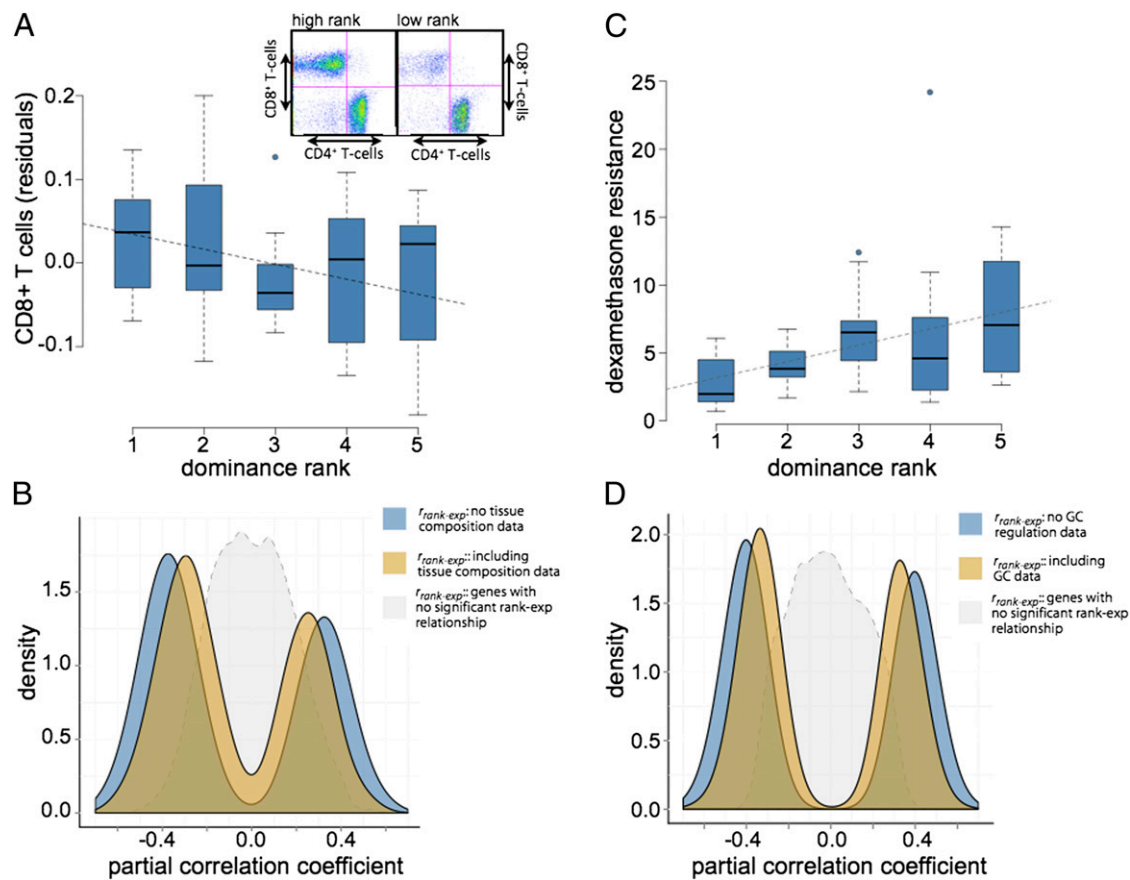 A
high rank
low rank
CD8⁺ T-cells
CD8⁺ T-cells
CD4⁺ T-cells
CD4⁺ T-cells
CD8+ T cells (residuals)
0.2
0.1
0.0
-0.1
1 2 3 4 5
dominance rank
C
dexamethasone resistance
25
20
15
10
5
0
1 2 3 4 5
dominance rank
B
r_rank-exp: no tissue
composition data
r_rank-exp:: including
tissue composition data
r_rank-exp:: genes with
no significant rank-exp
relationship
density
1.5
1.0
0.5
0.0
-0.4 0.0 0.4
partial correlation coefficient
D
r_rank-exp: no GC
regulation data
r_rank-exp:: including
GC data
r_rank-exp:: genes with
no significant rank-exp
relationship
density
2.0
1.5
1.0
0.5
0.0
-0.4 0.0 0.4
partial correlation coefficient